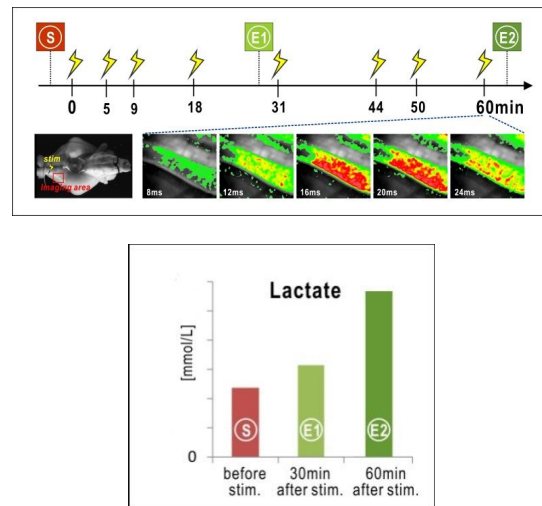 S
E1
E2
0
5
9
18
31
44
50
60min
stim
Imaging area
8ms
12ms
16ms
20ms
24ms
Lactate
[mmol/L]
0
S
E1
E2
before
stim.
30min
after stim.
60min
after stim.